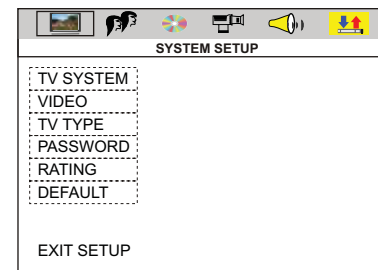 SYSTEM SETUP
TV SYSTEM
VIDEO
TV TYPE
PASSWORD
RATING
DEFAULT
EXIT SETUP